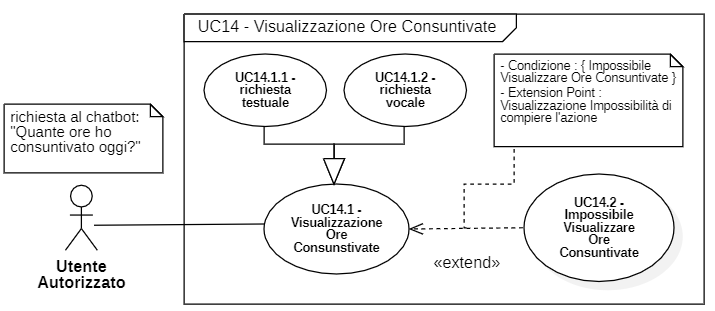 UC14 - Visualizzazione Ore Consuntivate
UC14.1.1 -
richiesta
testuale
UC14.1.2 -
richiesta
vocale
- Condizione : { Impossibile
Visualizzare Ore Consuntivate }
- Extension Point :
Visualizzazione Impossibilità di
compiere l'azione
richiesta al chatbot:
"Quante ore ho
consuntivato oggi?"
UC14.1 -
Visualizzazione
Ore
Consunstivate
UC14.2 -
Impossibile
Visualizzare
Ore
Consuntivate
«extend»
Utente
Autorizzato